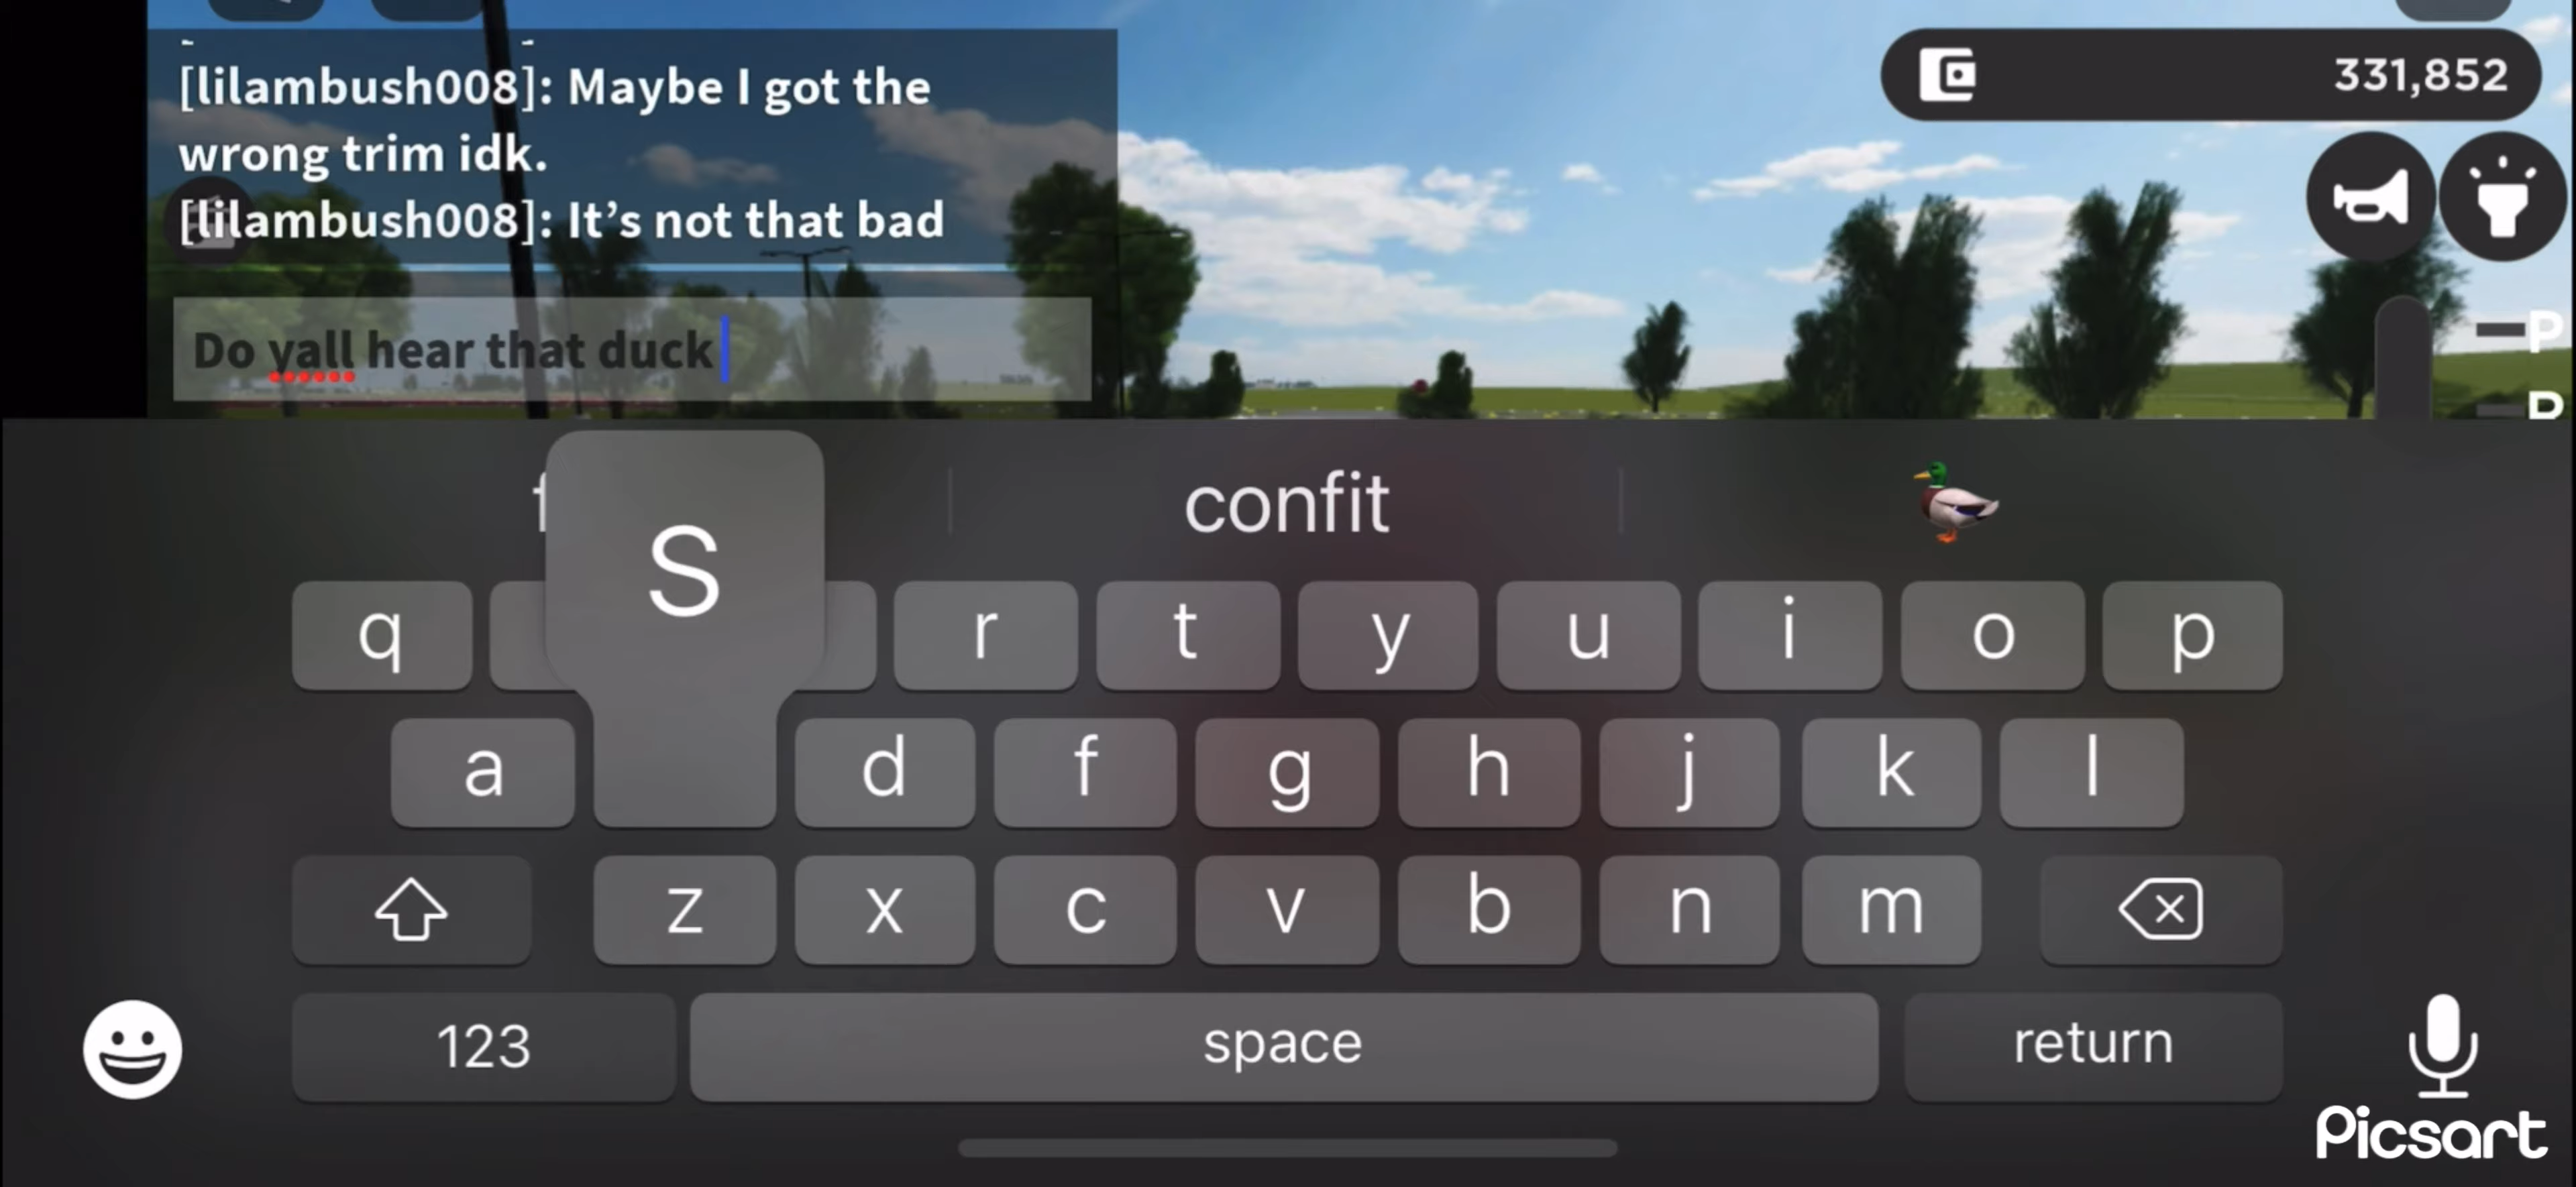 [lilambush008]: Maybe I got the
wrong trim idk.
[lilambush008]: It’s not that bad
331,852
Do yall hear that duck
P
confit
S
q r t y u i o p
a d f g h j k l
z x c v b n m
123 space return
Picsart